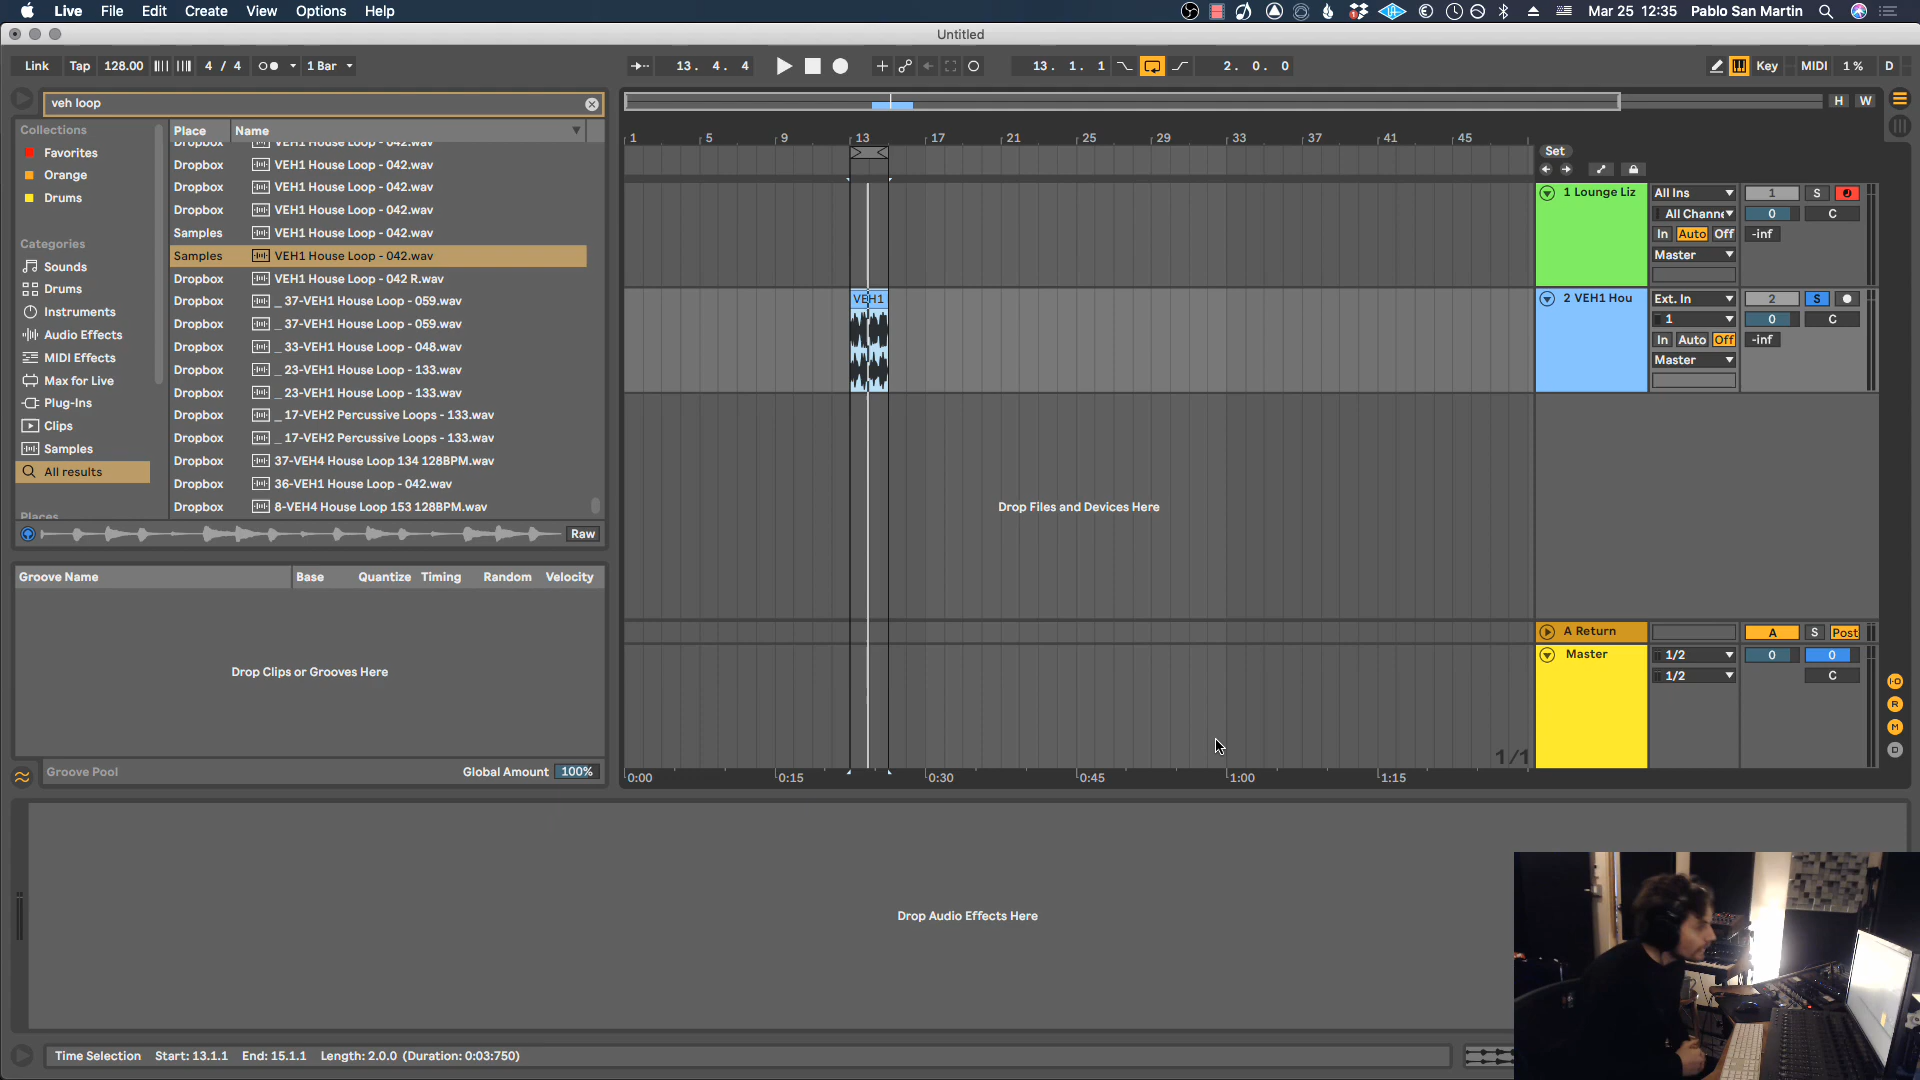 Live File Edit Create View Options Help
Mar 25 12:35 Pablo San Martin
Untitled
Link Tap 128.00 4 / 4 1 Bar
13. 4. 4
13. 1. 1
2. 0. 0
Key MIDI 1 % D
veh loop
H W
Collections
Favorites
Orange
Drums
Categories
Sounds
Drums
Instruments
Audio Effects
MIDI Effects
Max for Live
Plug-Ins
Clips
Samples
All results
Places
Place Name
Dropbox VEH1 House Loop - 042.wav
Dropbox VEH1 House Loop - 042.wav
Dropbox VEH1 House Loop - 042.wav
Dropbox VEH1 House Loop - 042.wav
Samples VEH1 House Loop - 042.wav
Samples VEH1 House Loop - 042.wav
Dropbox VEH1 House Loop - 042 R.wav
Dropbox _ 37-VEH1 House Loop - 059.wav
Dropbox _ 37-VEH1 House Loop - 059.wav
Dropbox _ 33-VEH1 House Loop - 048.wav
Dropbox _ 23-VEH1 House Loop - 133.wav
Dropbox _ 23-VEH1 House Loop - 133.wav
Dropbox _ 17-VEH2 Percussive Loops - 133.wav
Dropbox _ 17-VEH2 Percussive Loops - 133.wav
Dropbox 37-VEH4 House Loop 134 128BPM.wav
Dropbox 36-VEH1 House Loop - 042.wav
Dropbox 8-VEH4 House Loop 153 128BPM.wav
Raw
Groove Name Base Quantize Timing Random Velocity
Drop Clips or Grooves Here
Groove Pool Global Amount 100%
1 5 9 13 17 21 25 29 33 37 41 45
Set
1 Lounge Liz All Ins 1 S
All Channe 0 C
In Auto Off -inf
Master
VEH1
2 VEH1 Hou Ext. In 2 S
1 0 C
In Auto Off -inf
Master
Drop Files and Devices Here
A Return A S Post
Master 1/2 0 0
1/2 C
I·O
R
M
D
1/1
0:00 0:15 0:30 0:45 1:00 1:15
Drop Audio Effects Here
Time Selection Start: 13.1.1 End: 15.1.1 Length: 2.0.0 (Duration: 0:03:750)